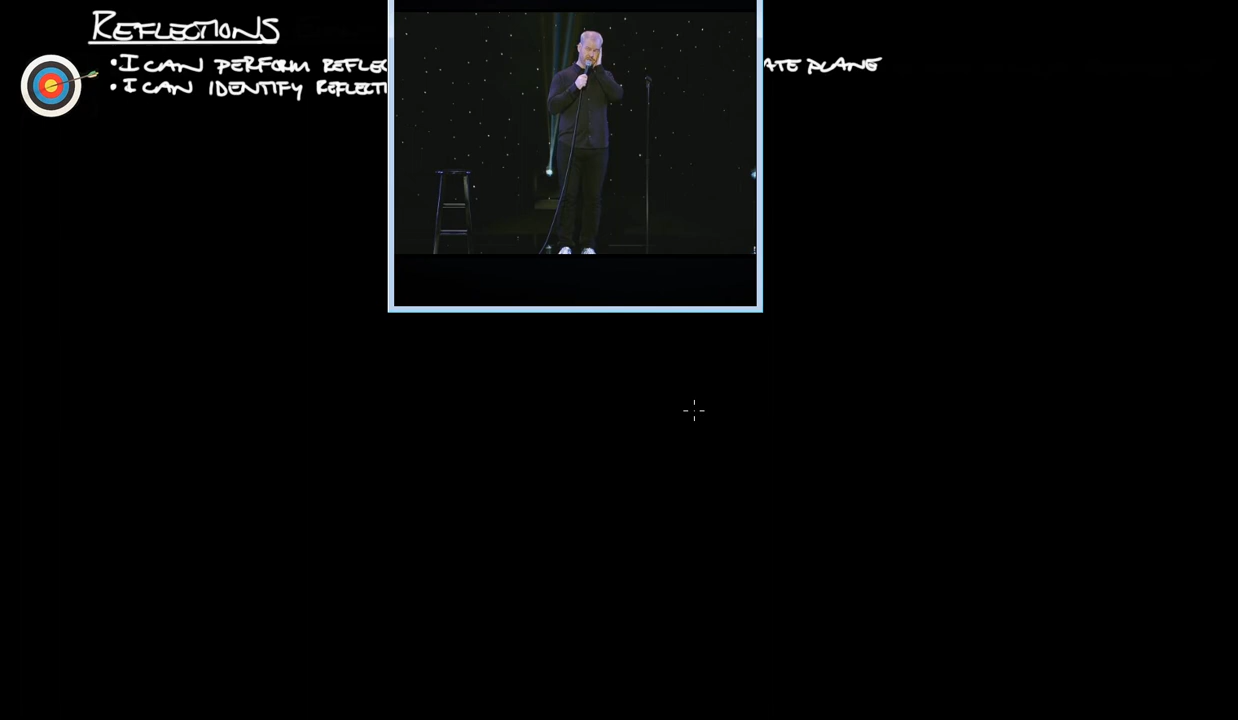 REFLECTIONS
• I CAN PERFORM REFLEC ATE PLANE
• I CAN IDENTIFY REFLECTI